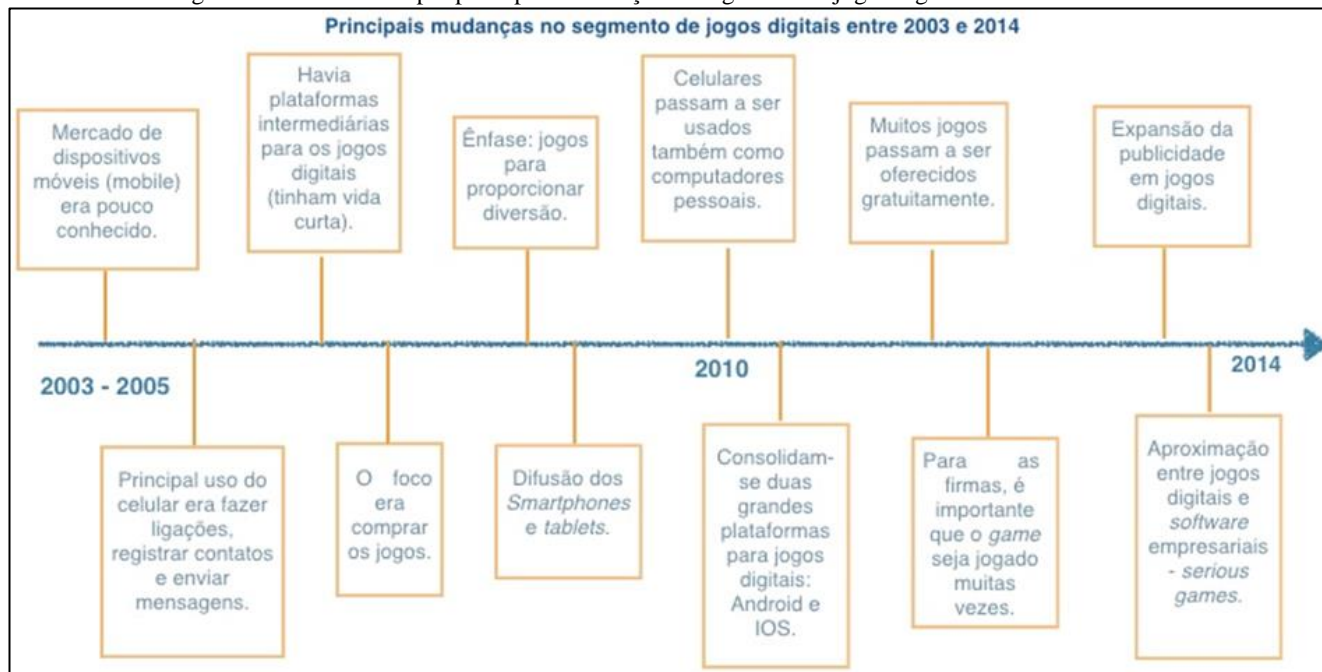 Principais mudanças no segmento de jogos digitais entre 2003 e 2014
Mercado de
dispositivos
móveis (mobile)
era pouco
conhecido.
Havia
plataformas
intermediárias
para os jogos
digitais
(tinham vida
curta).
Ênfase: jogos
para
proporcionar
diversão.
Celulares
passam a ser
usados
também como
computadores
pessoais.
Muitos jogos
passam a ser
oferecidos
gratuitamente.
Expansão da
publicidade
em jogos
digitais.
2003 - 2005
2010
2014
Principal uso do
celular era fazer
ligações,
registrar contatos
e enviar
mensagens.
O foco
era
comprar
os jogos.
Difusão dos
Smartphones
e tablets.
Consolidam-
se duas
grandes
plataformas
para jogos
digitais:
Android e
IOS.
Para as
firmas, é
importante
que o game
seja jogado
muitas
vezes.
Aproximação
entre jogos
digitais e
software
empresariais
- serious
games.